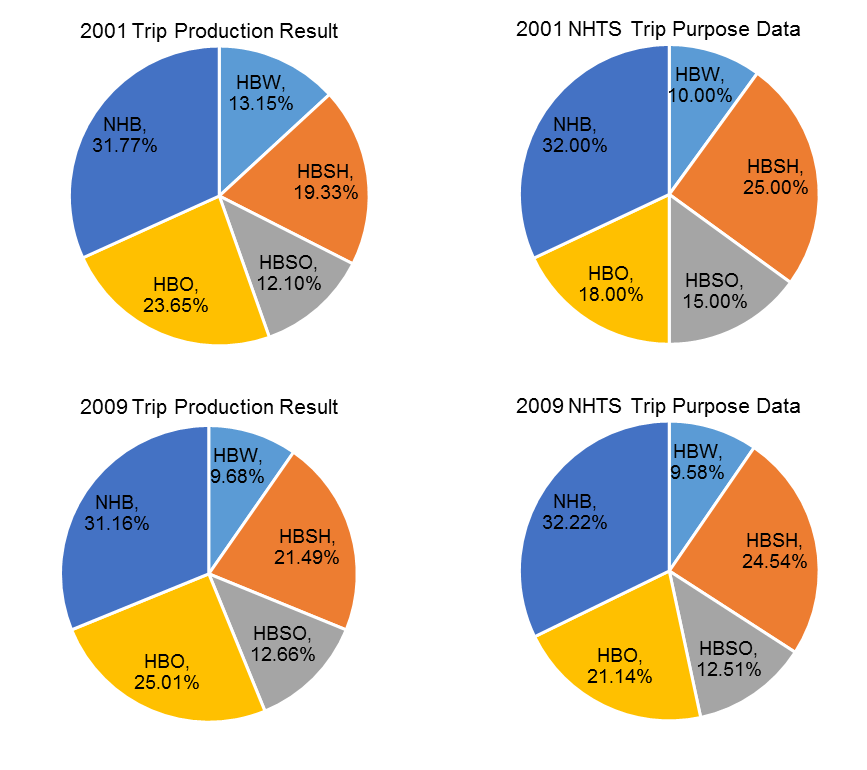 2001 Trip Production Result
HBW,
13.15%
HBSH,
19.33%
HBSO,
12.10%
HBO,
23.65%
NHB,
31.77%
2001 NHTS Trip Purpose Data
HBW,
10.00%
HBSH,
25.00%
HBSO,
15.00%
HBO,
18.00%
NHB,
32.00%
2009 Trip Production Result
HBW,
9.68%
HBSH,
21.49%
HBSO,
12.66%
HBO,
25.01%
NHB,
31.16%
2009 NHTS Trip Purpose Data
HBW,
9.58%
HBSH,
24.54%
HBSO,
12.51%
HBO,
21.14%
NHB,
32.22%